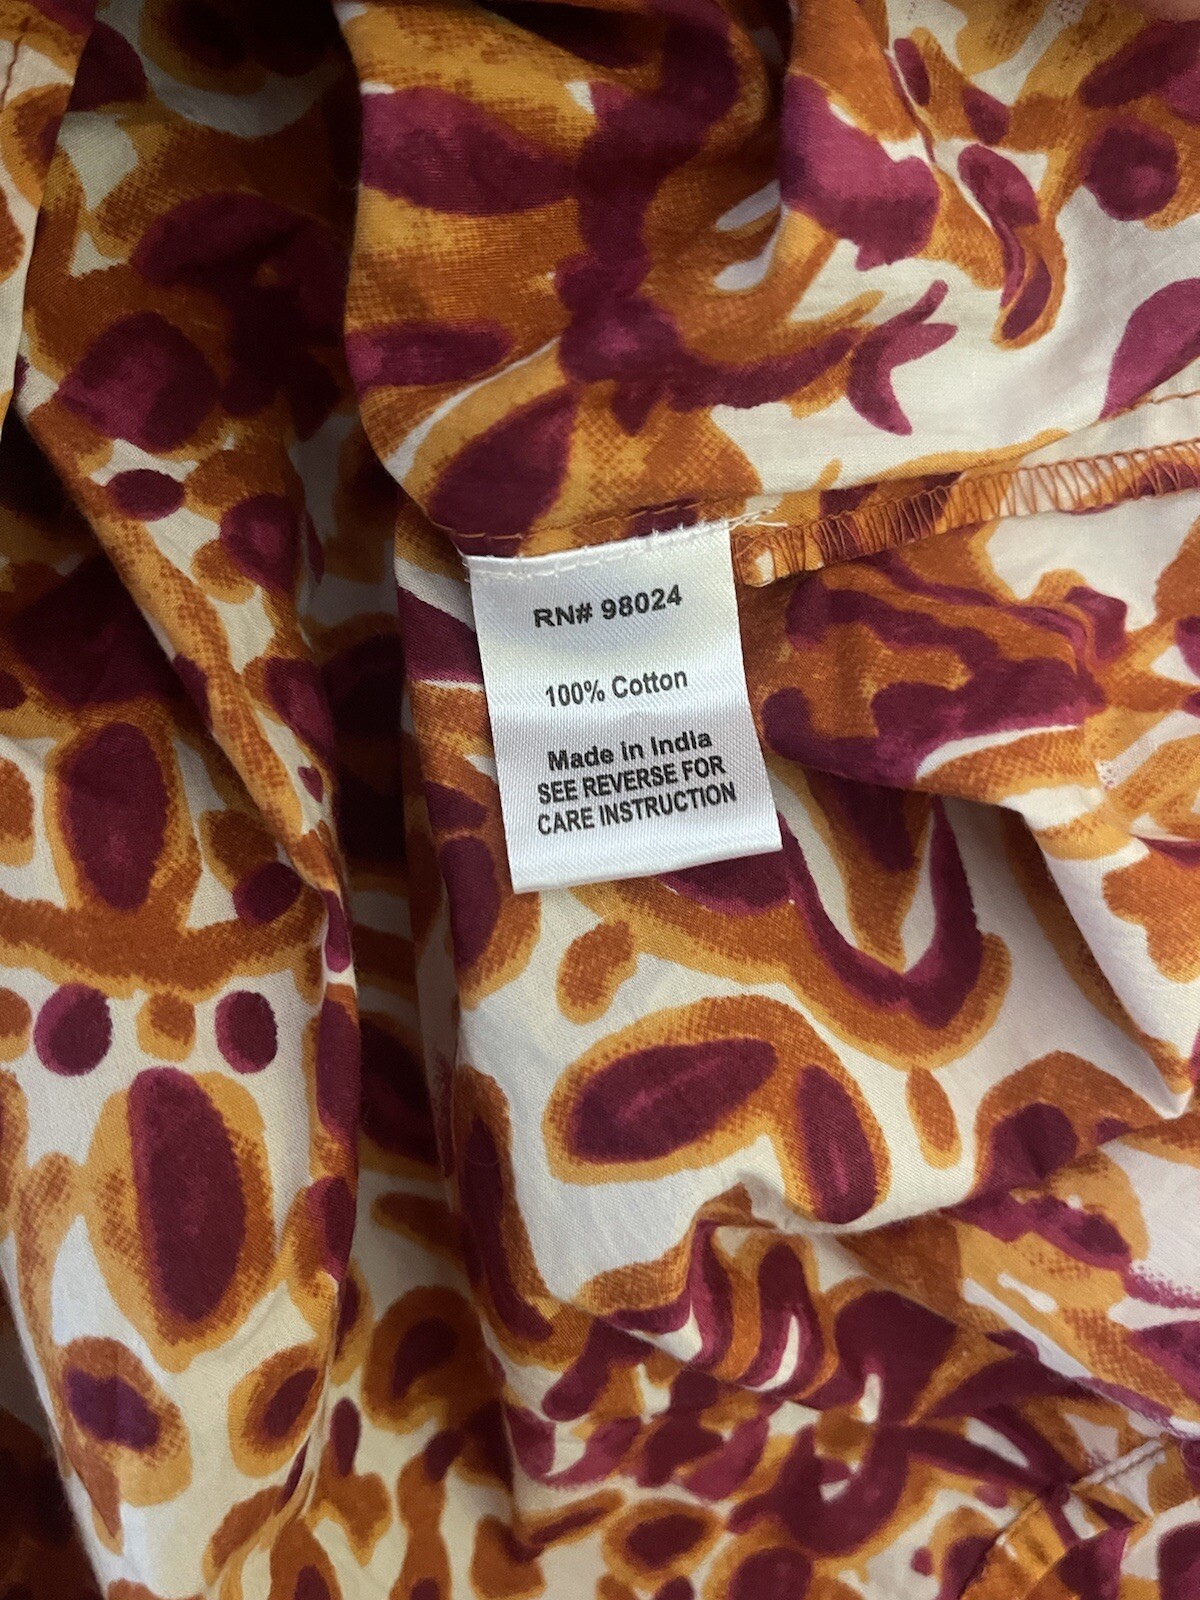 RN# 98024
100% Cotton
Made in India
SEE REVERSE FOR
CARE INSTRUCTION